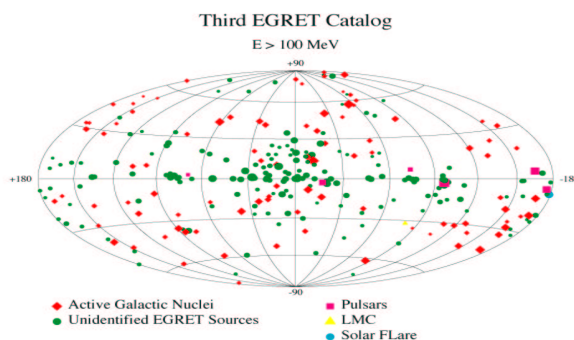 Third EGRET Catalog
E > 100 MeV
+90
+180
-18
-90
Active Galactic Nuclei
Unidentified EGRET Sources
Pulsars
LMC
Solar FLare